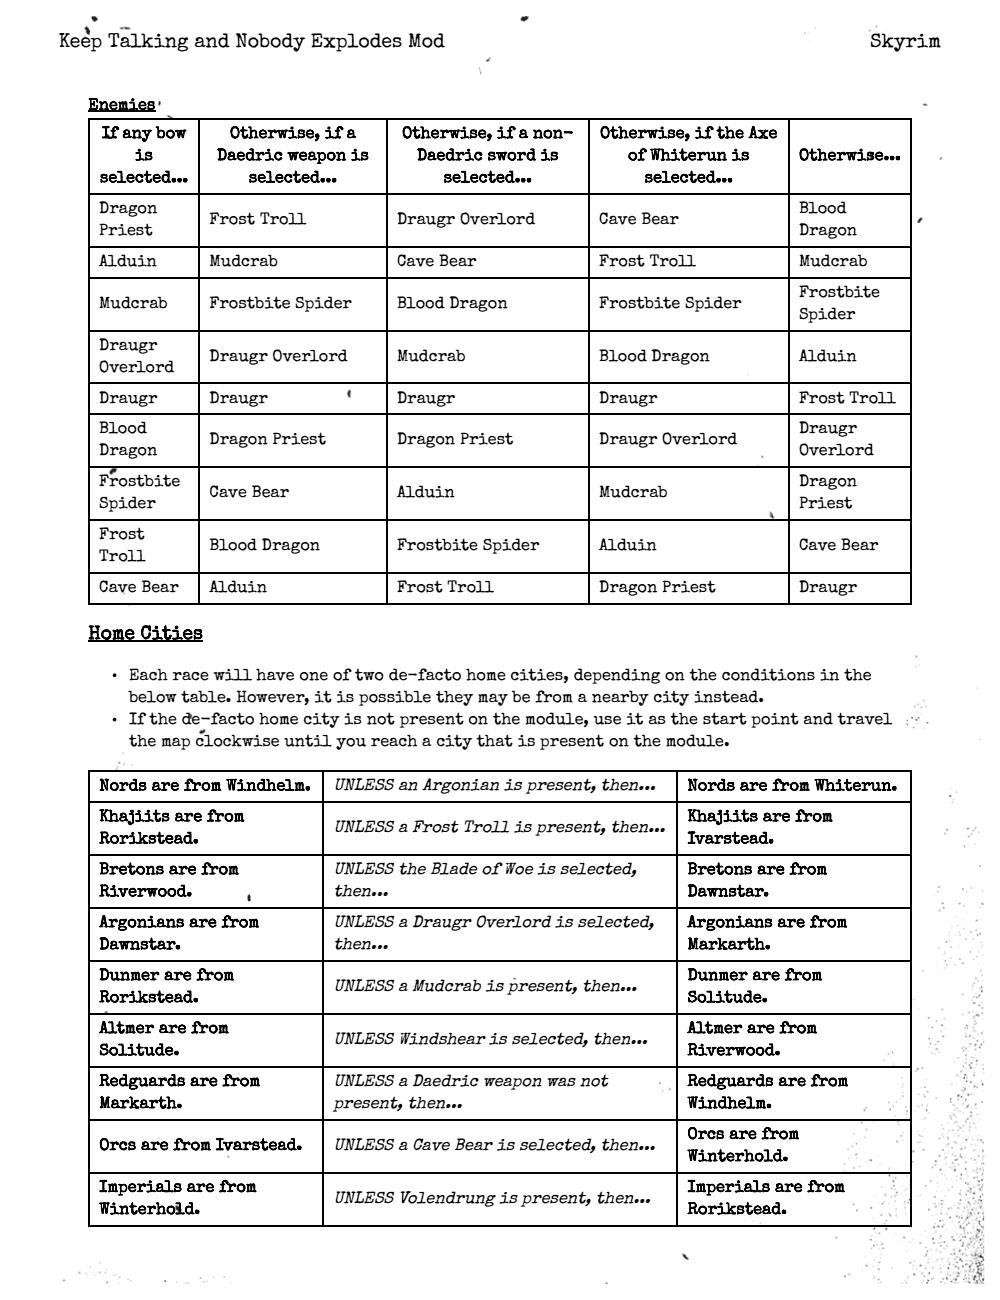 Keep Talking and Nobody Explodes Mod
Skyrim
Enemies
If any bow is selected...
Otherwise, if a Daedric weapon is selected...
Otherwise, if a non-Daedric sword is selected...
Otherwise, if the Axe of Whiterun is selected...
Otherwise...
Dragon Priest
Frost Troll
Draugr Overlord
Cave Bear
Blood Dragon
Alduin
Mudcrab
Cave Bear
Frost Troll
Mudcrab
Mudcrab
Frostbite Spider
Blood Dragon
Frostbite Spider
Frostbite Spider
Draugr Overlord
Draugr Overlord
Mudcrab
Blood Dragon
Alduin
Draugr
Draugr
Draugr
Draugr
Frost Troll
Blood Dragon
Dragon Priest
Dragon Priest
Draugr Overlord
Draugr Overlord
Frostbite Spider
Cave Bear
Alduin
Mudcrab
Dragon Priest
Frost Troll
Blood Dragon
Frostbite Spider
Alduin
Cave Bear
Cave Bear
Alduin
Frost Troll
Dragon Priest
Draugr
Home Cities
• Each race will have one of two de-facto home cities, depending on the conditions in the
below table. However, it is possible they may be from a nearby city instead.
• If the de-facto home city is not present on the module, use it as the start point and travel
the map clockwise until you reach a city that is present on the module.
Nords are from Windhelm.
UNLESS an Argonian is present, then...
Nords are from Whiterun.
Khajiits are from Rorikstead.
UNLESS a Frost Troll is present, then...
Khajiits are from Ivarstead.
Bretons are from Riverwood.
UNLESS the Blade of Woe is selected, then...
Bretons are from Dawnstar.
Argonians are from Dawnstar.
UNLESS a Draugr Overlord is selected, then...
Argonians are from Markarth.
Dunmer are from Rorikstead.
UNLESS a Mudcrab is present, then...
Dunmer are from Solitude.
Altmer are from Solitude.
UNLESS Windshear is selected, then...
Altmer are from Riverwood.
Redguards are from Markarth.
UNLESS a Daedric weapon was not present, then...
Redguards are from Windhelm.
Orcs are from Ivarstead.
UNLESS a Cave Bear is selected, then...
Orcs are from Winterhold.
Imperials are from Winterhold.
UNLESS Volendrung is present, then...
Imperials are from Rorikstead.